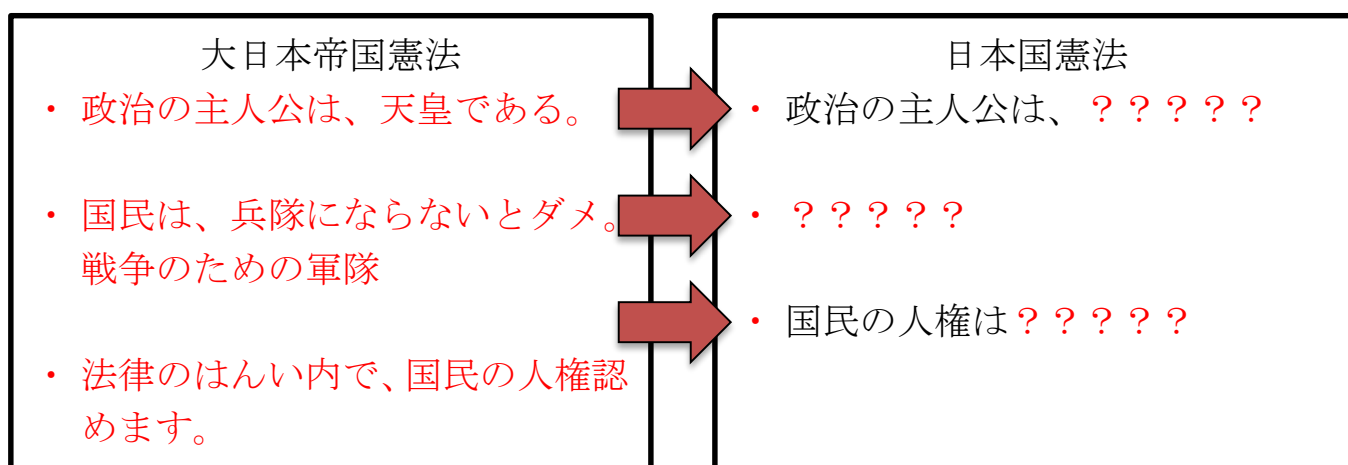 大日本帝国憲法
・ 政治の主人公は、天皇である。
・ 国民は、兵隊にならないとダメ。
戦争のための軍隊
・ 法律のはんい内で、国民の人権認
めます。
日本国憲法
・ 政治の主人公は、？？？？？
・ ？？？？？
・ 国民の人権は？？？？？